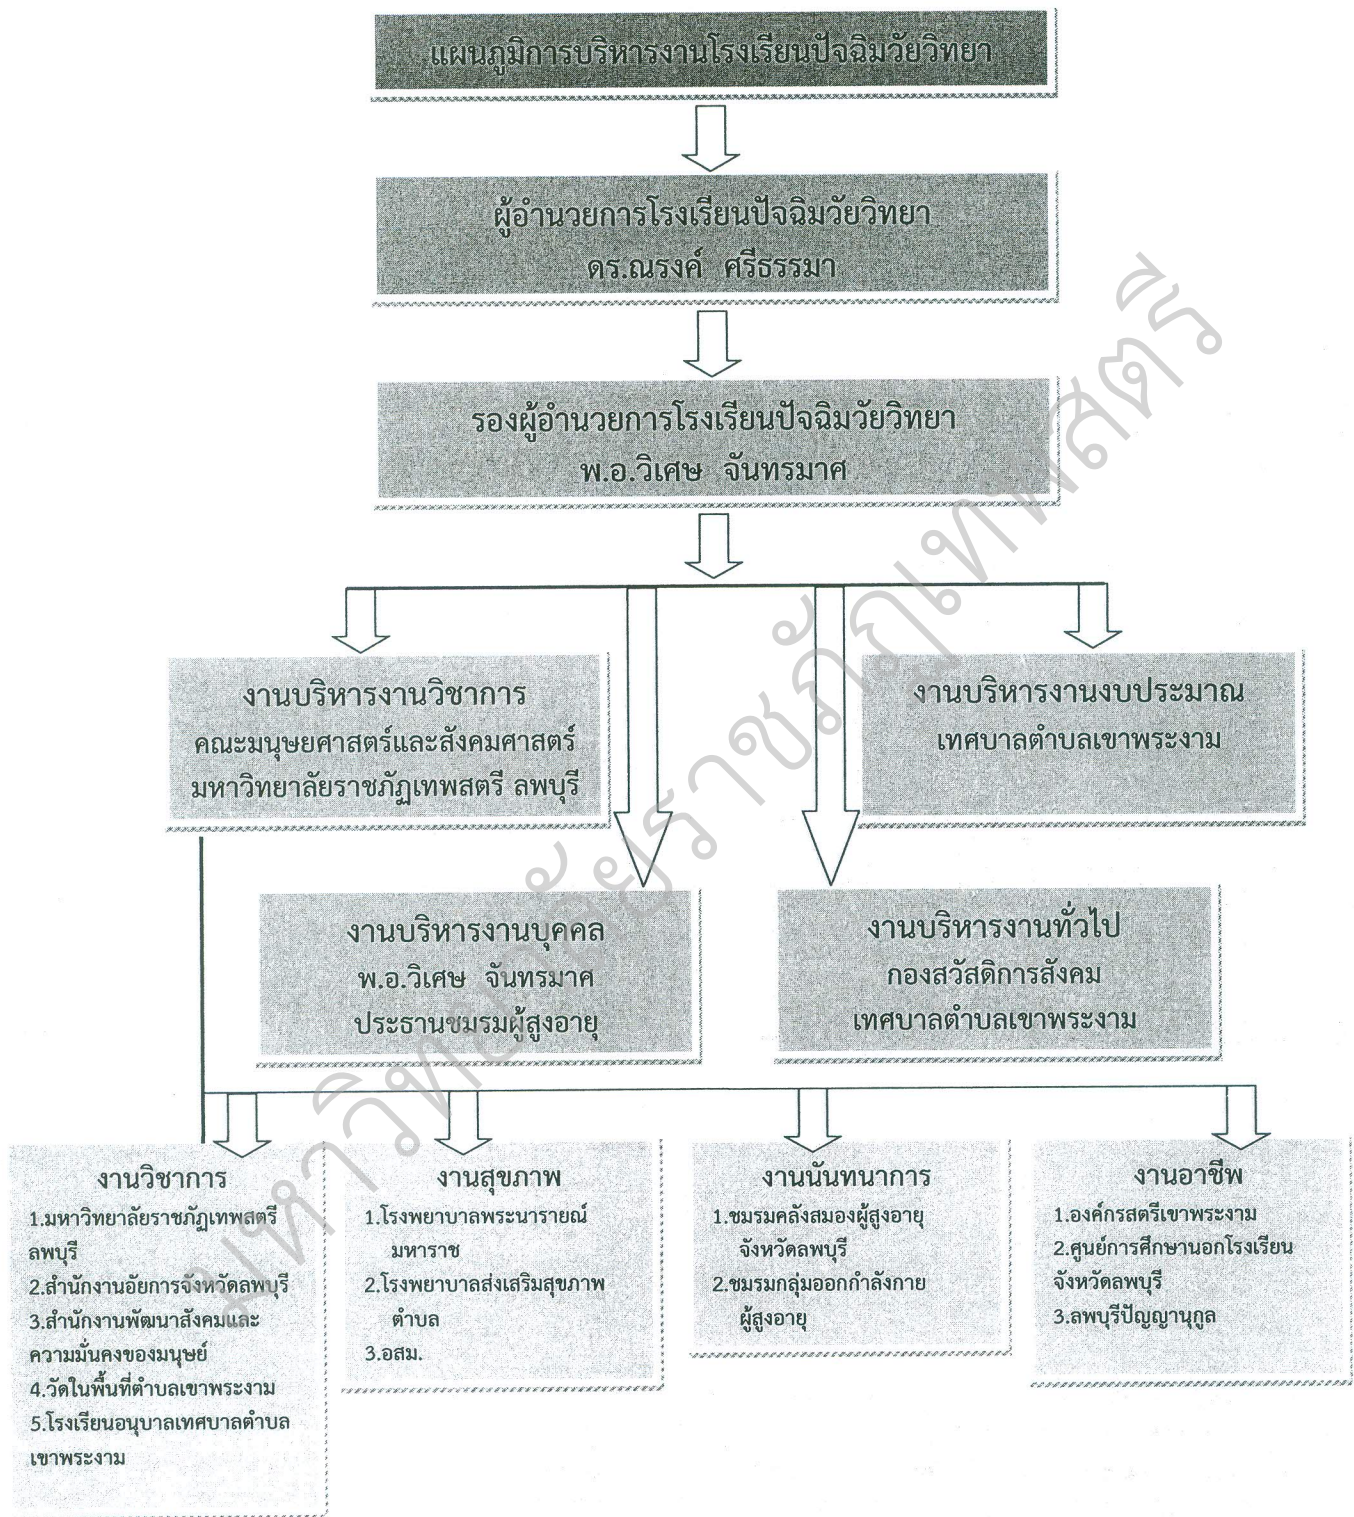 แผนภูมิการบริหารงานโรงเรียนปัจฉิมวัยวิทยา
ผู้อำนวยการโรงเรียนปัจฉิมวัยวิทยา
ดร.ณรงค์ ศรีธรรมา
รองผู้อำนวยการโรงเรียนปัจฉิมวัยวิทยา
พ.อ.วิเศษ จันทรมาศ
งานบริหารงานวิชาการ
คณะมนุษยศาสตร์และสังคมศาสตร์
มหาวิทยาลัยราชภัฏเทพสตรี ลพบุรี
งานบริหารงานงบประมาณ
เทศบาลตำบลเขาพระงาม
งานบริหารงานบุคคล
พ.อ.วิเศษ จันทรมาศ
ประธานชมรมผู้สูงอายุ
งานบริหารงานทั่วไป
กองสวัสดิการสังคม
เทศบาลตำบลเขาพระงาม
งานวิชาการ
1.มหาวิทยาลัยราชภัฏเทพสตรี
ลพบุรี
2.สำนักงานอัยการจังหวัดลพบุรี
3.สำนักงานพัฒนาสังคมและ
ความมั่นคงของมนุษย์
4.วัดในพื้นที่ตำบลเขาพระงาม
5.โรงเรียนอนุบาลเทศบาลตำบล
เขาพระงาม
งานสุขภาพ
1.โรงพยาบาลพระนารายณ์
มหาราช
2.โรงพยาบาลส่งเสริมสุขภาพ
ตำบล
3.อสม.
งานนันทนาการ
1.ชมรมคลังสมองผู้สูงอายุ
จังหวัดลพบุรี
2.ชมรมกลุ่มออกกำลังกาย
ผู้สูงอายุ
งานอาชีพ
1.องค์กรสตรีเขาพระงาม
2.ศูนย์การศึกษานอกโรงเรียน
จังหวัดลพบุรี
3.ลพบุรีปัญญานุกูล
มหาวิทยาลัยราชภัฏเทพสตรี